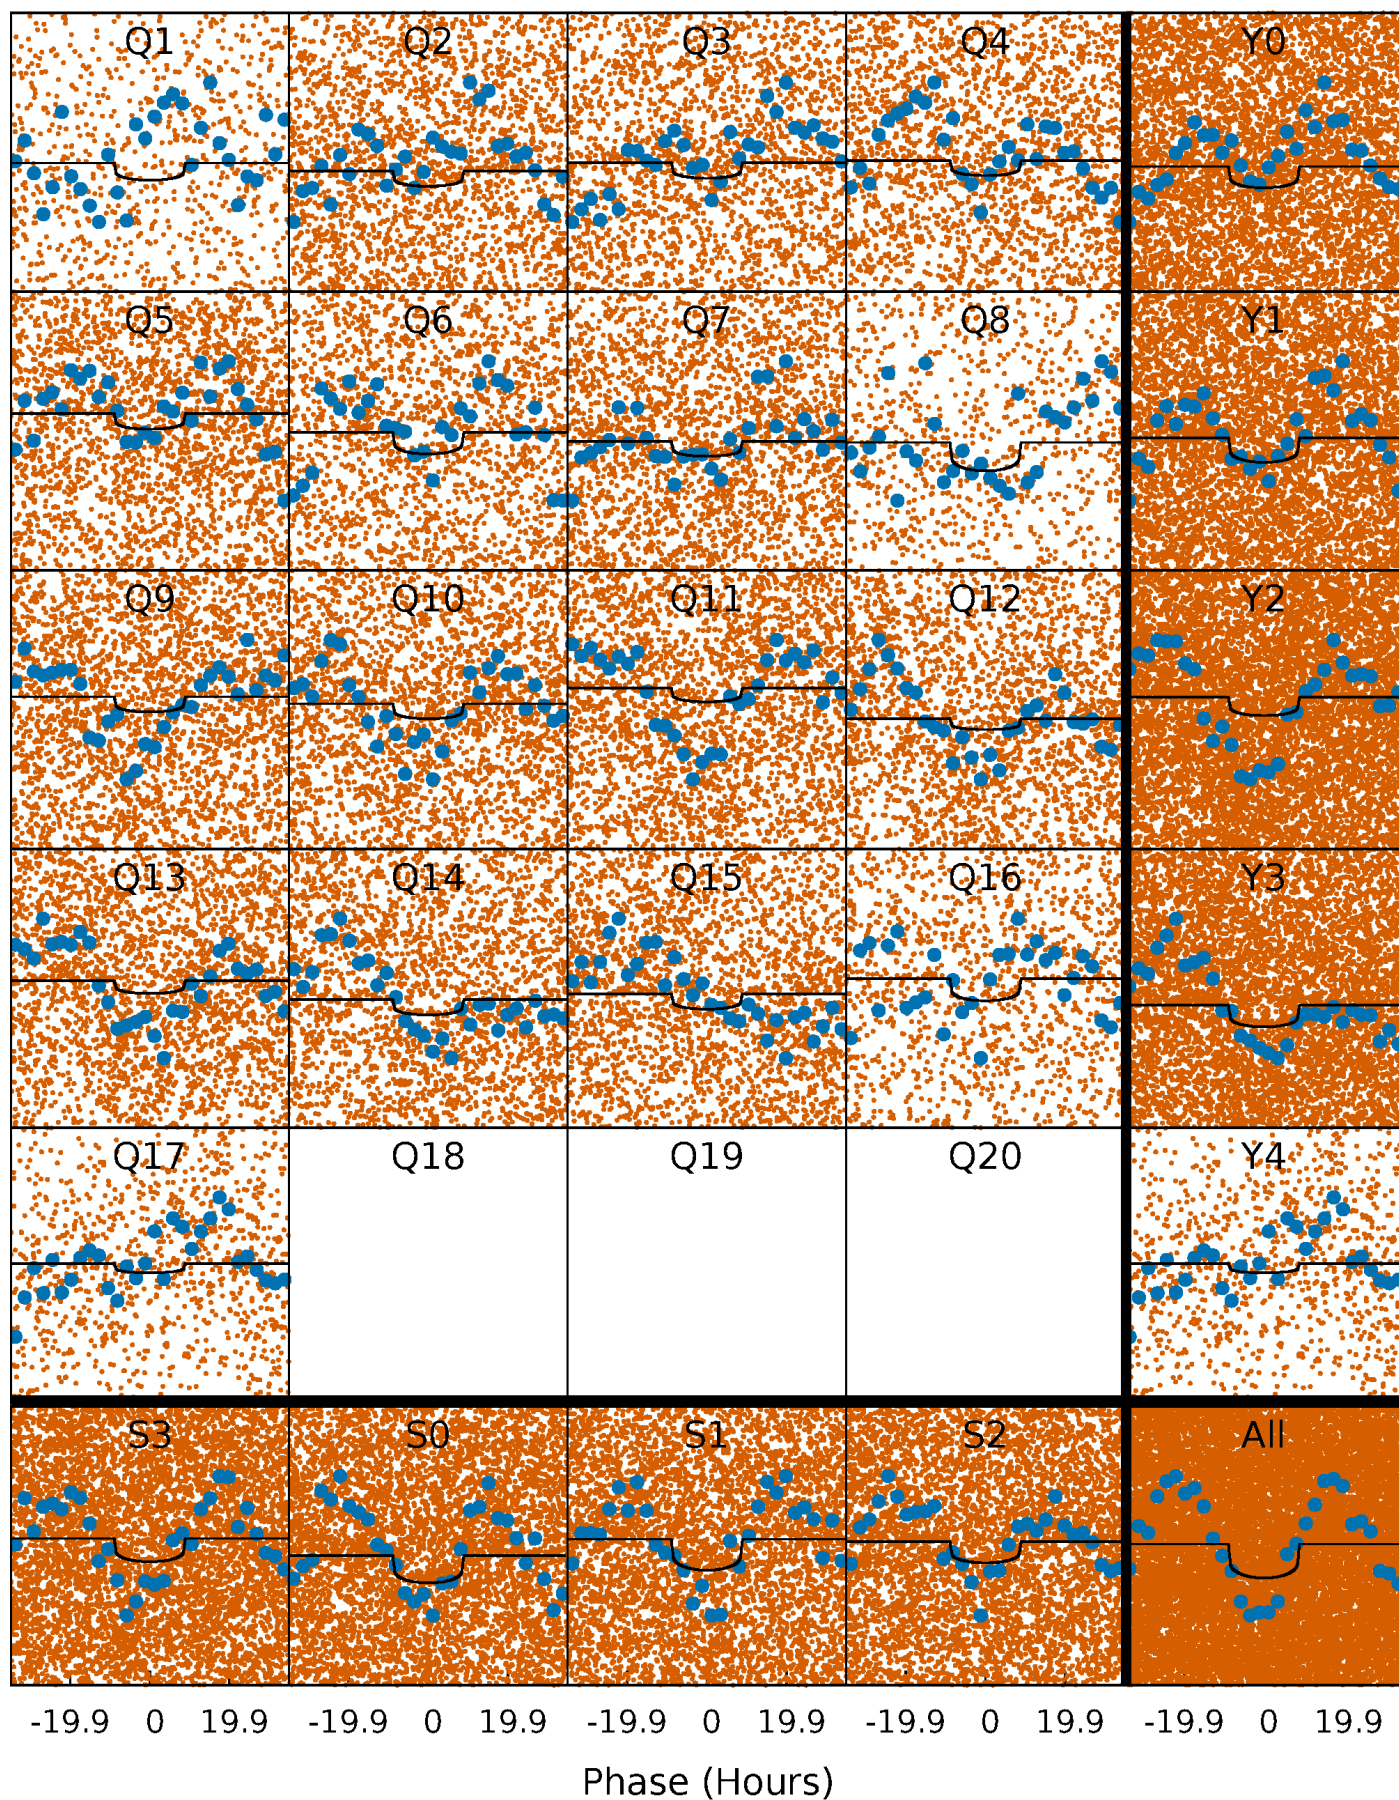 Q1 Q2 Q3 Q4 Y0
Q5 Q6 Q7 Q8 Y1
Q9 Q10 Q11 Q12 Y2
Q13 Q14 Q15 Q16 Y3
Q17 Q18 Q19 Q20 Y4
S3 S0 S1 S2 All
-19.9 0 19.9 -19.9 0 19.9 -19.9 0 19.9 -19.9 0 19.9 -19.9 0 19.9
Phase (Hours)